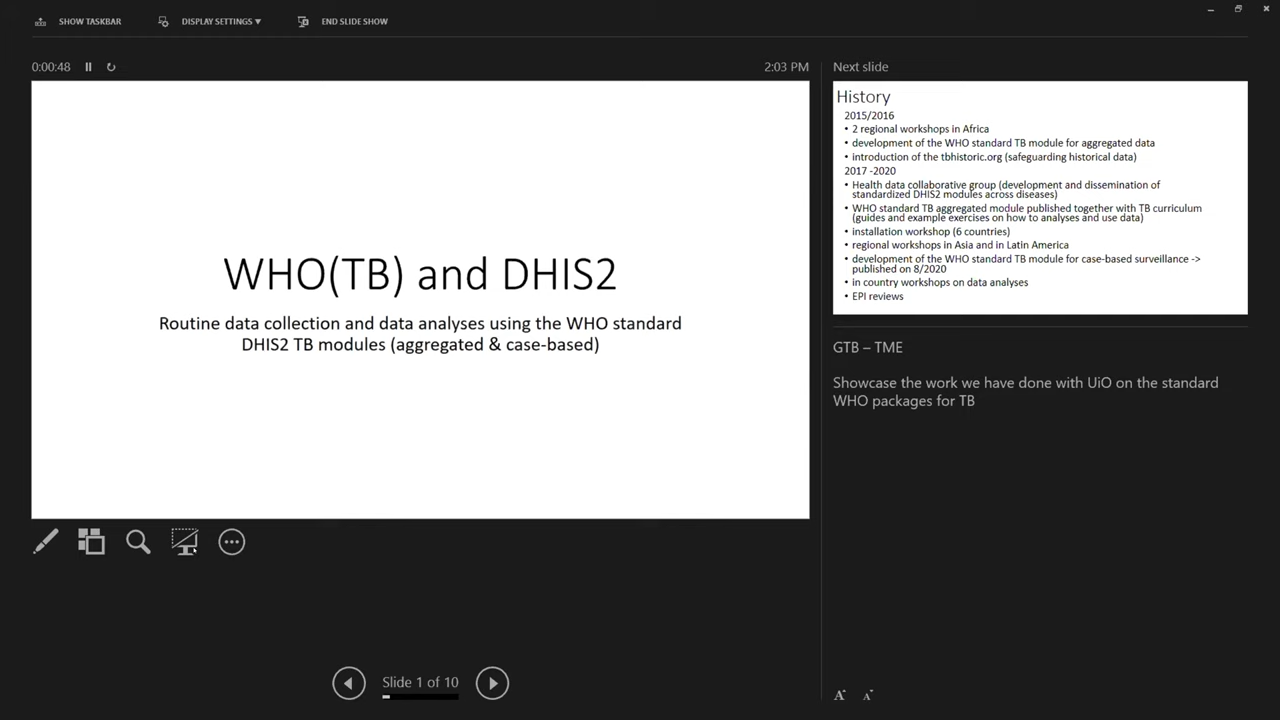 SHOW TASKBAR
DISPLAY SETTINGS ▼
END SLIDE SHOW
0:00:48
2:03 PM
WHO(TB) and DHIS2
Routine data collection and data analyses using the WHO standard
DHIS2 TB modules (aggregated & case-based)
Slide 1 of 10
Next slide
History
2015/2016
• 2 regional workshops in Africa
• development of the WHO standard TB module for aggregated data
• introduction of the tbhistoric.org (safeguarding historical data)
2017 -2020
• Health data collaborative group (development and dissemination of
standardized DHIS2 modules across diseases)
• WHO standard TB aggregated module published together with TB curriculum
(guides and example exercises on how to analyses and use data)
• installation workshop (6 countries)
• regional workshops in Asia and in Latin America
• development of the WHO standard TB module for case-based surveillance ->
published on 8/2020
• in country workshops on data analyses
• EPI reviews
GTB – TME
Showcase the work we have done with UiO on the standard
WHO packages for TB
A A